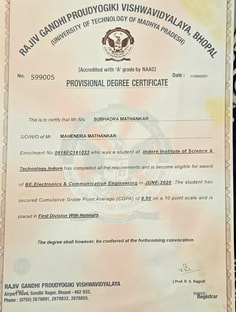 RAJIV GANDHI PROUDYOGIKI VISHWAVIDYALAYA, BHOPAL
(UNIVERSITY OF TECHNOLOGY OF MADHYA PRADESH)
[Accredited with 'A' grade by NAAC]
No. 599005
Date :
PROVISIONAL DEGREE CERTIFICATE
This is to certify that Mr./Ms. SUBHADRA MATHANKAR
S/O/W/O of Mr. MAHENDRA MATHANKAR
Enrollment No. who was a student of Indore Institute of Science &
Technology, Indore has completed all the requirements and is become eligible for award
of BE, Electronics & Communication Engineering in JUNE-2020. The student has
secured Cumulative Grade Point Average (CGPA) of on a 10 point scale and is
placed in First Division With Honours.
The degree shall however, be conferred at the forthcoming convocation.
RAJIV GANDHI PROUDYOGIKI VISHWAVIDYALAYA
Airport Road, Gandhi Nagar, Bhopal - 462 033.
Phone : (0755)
Registrar